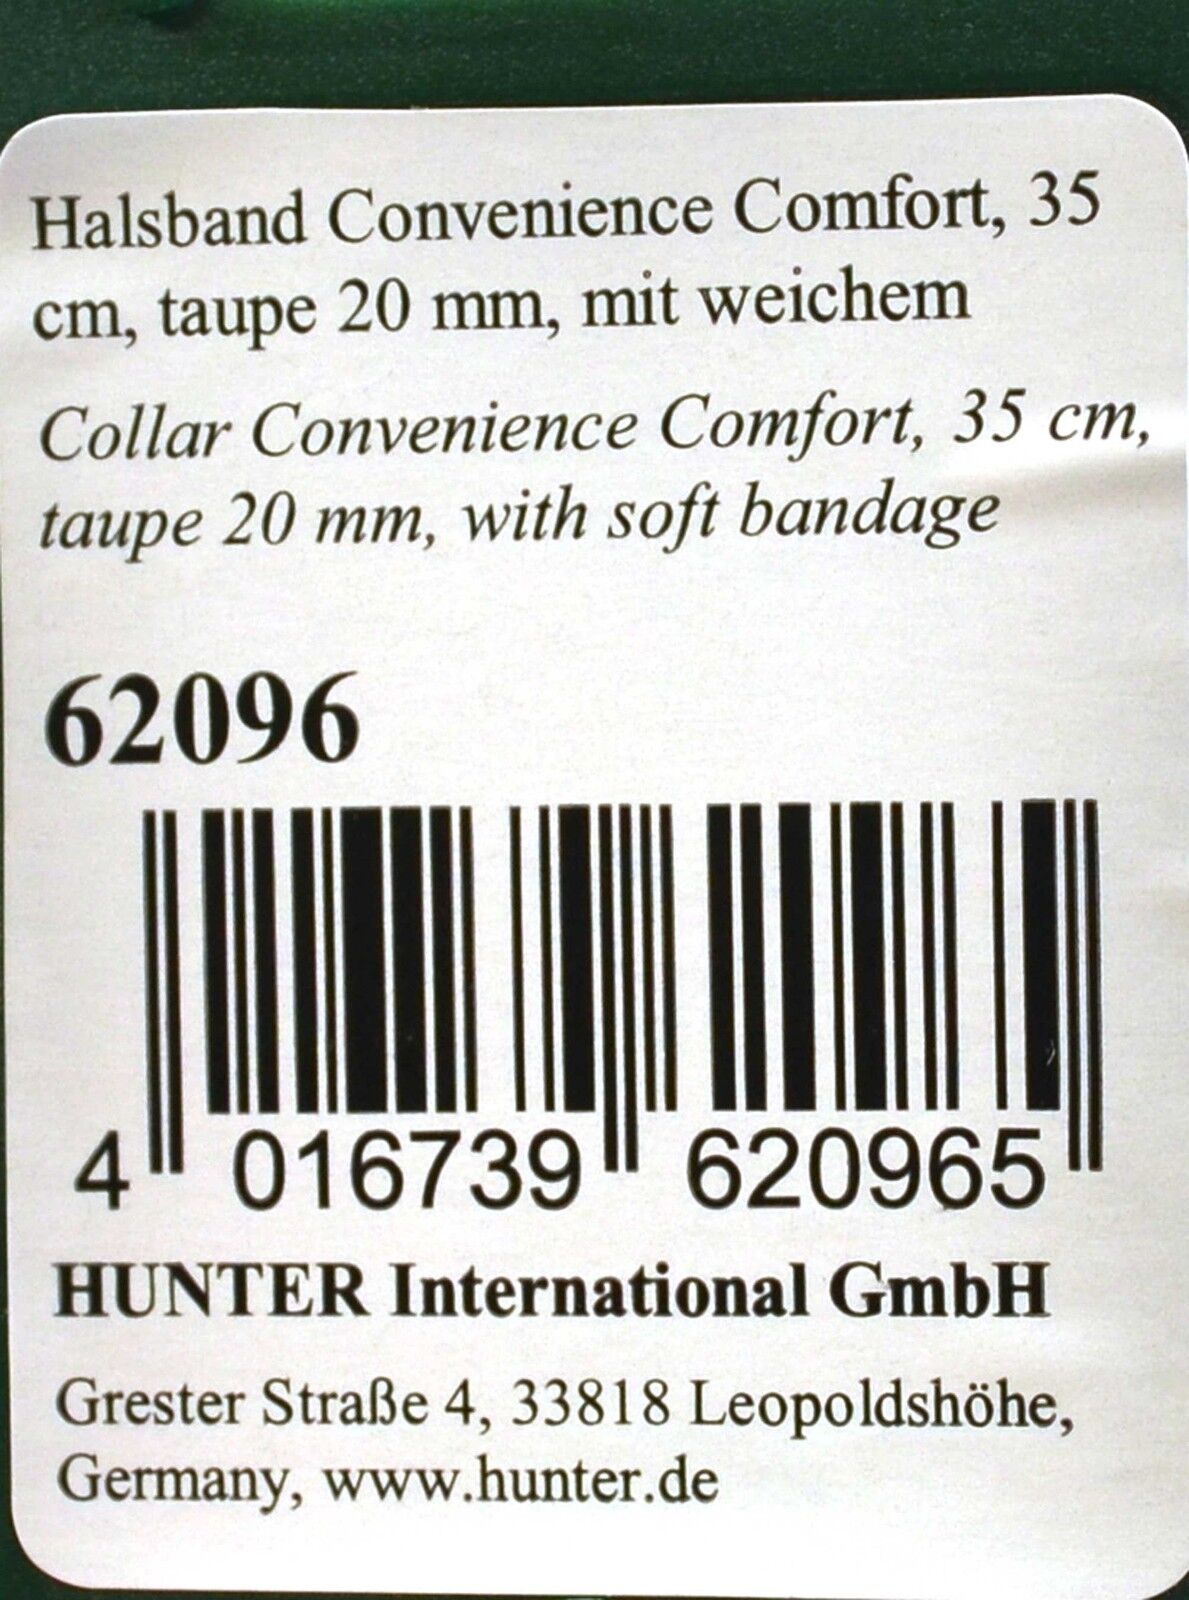 Halsband Convenience Comfort, 35
cm, taupe 20 mm, mit weichem
Collar Convenience Comfort, 35 cm,
taupe 20 mm, with soft bandage
62096
4 016739 620965
HUNTER International GmbH
Grester Straße 4, 33818 Leopoldshöhe,
Germany, www.hunter.de